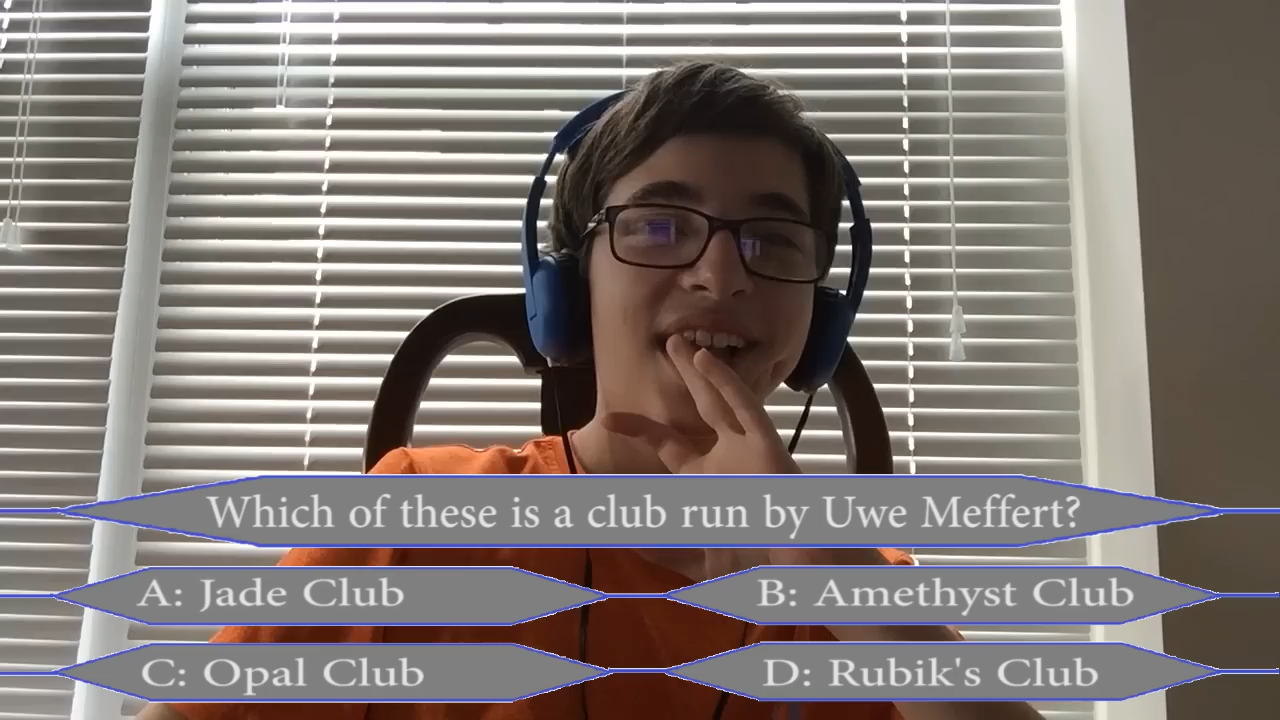 Which of these is a club run by Uwe Meffert?
A: Jade Club
B: Amethyst Club
C: Opal Club
D: Rubik's Club